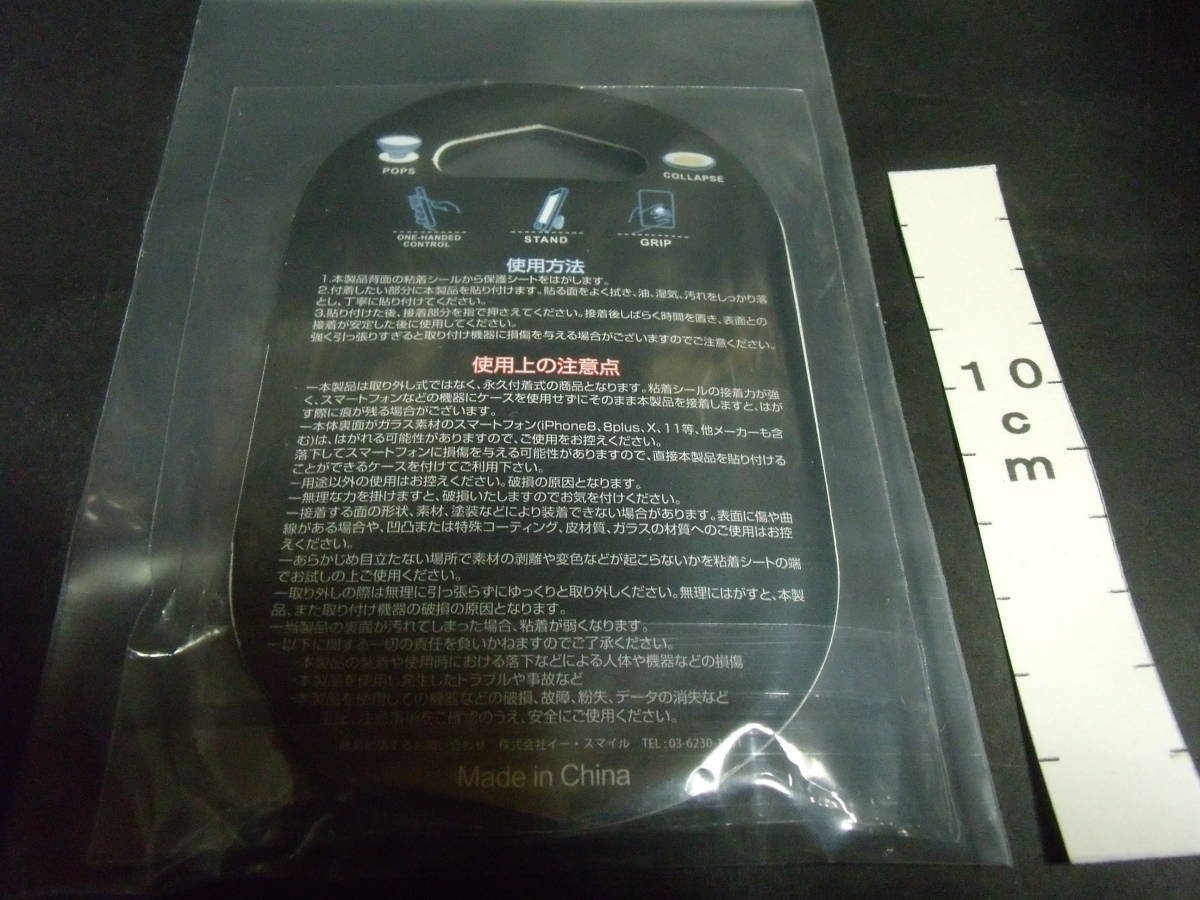 POPS
COLLAPSE
ONE-HANDED
CONTROL
STAND
GRIP
使用方法
1.本製品背面の粘着シールから保護シートをはがします。
2.付着したい部分に本製品を貼り付けます。貼る面をよく拭き、油、湿気、汚れをしっかり落
とし、丁寧に貼り付けてください。
3.貼り付けた後、接着部分を指で押さえてください。接着後しばらく時間を置き、表面との
接着が安定した後に使用してください。
強く引っ張りすぎると取り付け機器に損傷を与える場合がございますのでご注意ください。
使用上の注意点
ー本製品は取り外し式ではなく、永久付着式の商品となります。粘着シールの接着力が強
く、スマートフォンなどの機器にケースを使用せずにそのまま本製品を接着しますと、はが
す際に痕が残る場合がございます。
ー本体裏面がガラス素材のスマートフォン(iPhone8、8plus、X、11等、他メーカーも含
む)は、はがれる可能性がありますので、ご使用をお控えください。
落下してスマートフォンに損傷を与える可能性がありますので、直接本製品を貼り付ける
ことができるケースを付けてご利用下さい。
ー用途以外の使用はお控えください。破損の原因となります。
ー無理な力を掛けますと、破損いたしますのでお気を付けください。
ー接着する面の形状、素材、塗装などにより装着できない場合があります。表面に傷や曲
線がある場合や、凹凸または特殊コーティング、皮材質、ガラスの材質へのご使用はお控
えください。
ーあらかじめ目立たない場所で素材の剥離や変色などが起こらないかを粘着シートの端
でお試しの上ご使用ください。
ー取り外しの際は無理に引っ張らずにゆっくりと取り外しください。無理にはがすと、本製
品、また取り付け機器の破損の原因となります。
ー当製品の裏面が汚れてしまった場合、粘着が弱くなります。
ー以下に関する一切の責任を負いかねますのでご了承ください。
・本製品の装着や使用時における落下などによる人体や機器などの損傷
・本製品を使用し発生したトラブルや事故など
・本製品を使用しての機器などの破損、故障、紛失、データの消失など
上記、注意事項をご確認のうえ、安全にご使用ください。
商品に関するお問い合わせ 株式会社イー・スマイル TEL:03-6230-
Made in China
10
cm